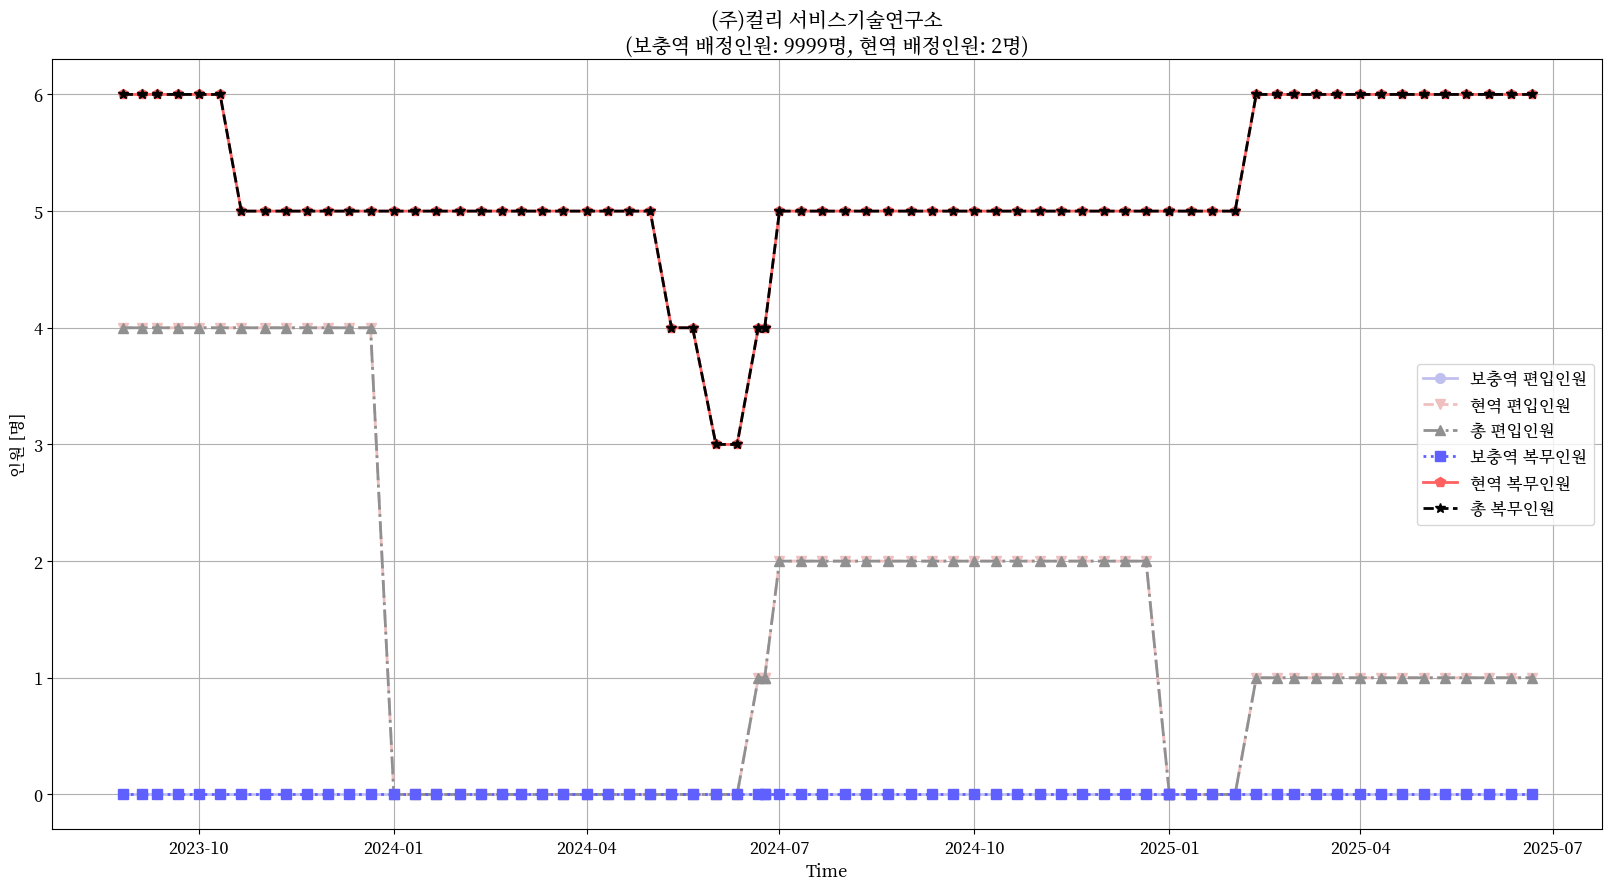 (주)컬리 서비스기술연구소
(보충역 배정인원: 9999명, 현역 배정인원: 2명)
인원 [명]
6
5
4
3
2
1
0
보충역 편입인원
현역 편입인원
총 편입인원
보충역 복무인원
현역 복무인원
총 복무인원
2023-10
2024-01
2024-04
2024-07
2024-10
2025-01
2025-04
2025-07
Time